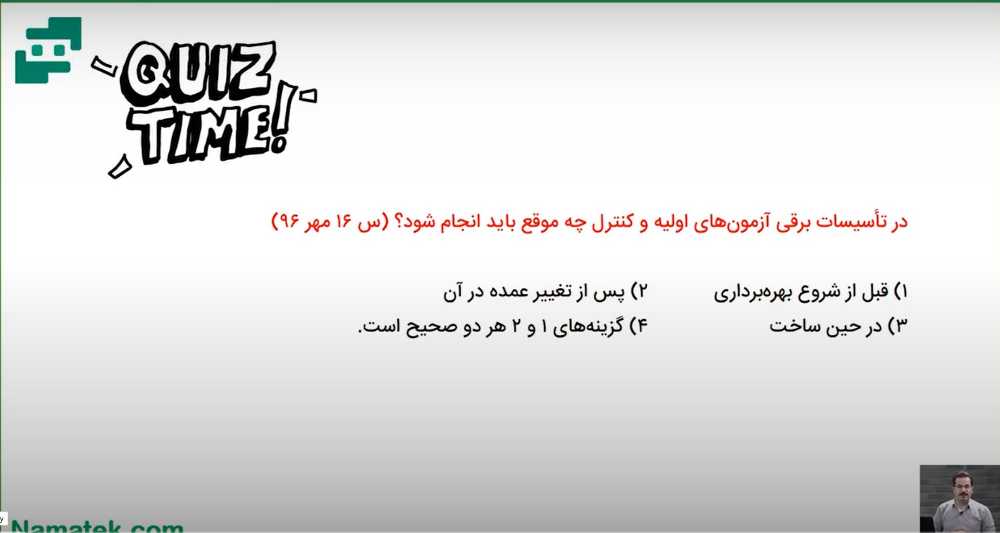 QUIZ
TIME!
در تأسیسات برقی آزمون‌های اولیه و کنترل چه موقع باید انجام شود؟ (س ۱۶ مهر ۹۶)
۱) قبل از شروع بهره‌برداری ۲) پس از تغییر عمده در آن
۳) در حین ساخت ۴) گزینه‌های ۱ و ۲ هر دو صحیح است.
y
Namatek.com